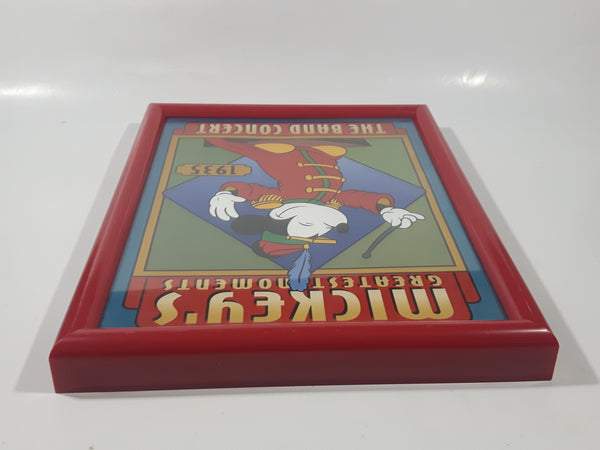 MICKEY'S
GREATEST MOMENTS
1935
THE BAND CONCERT